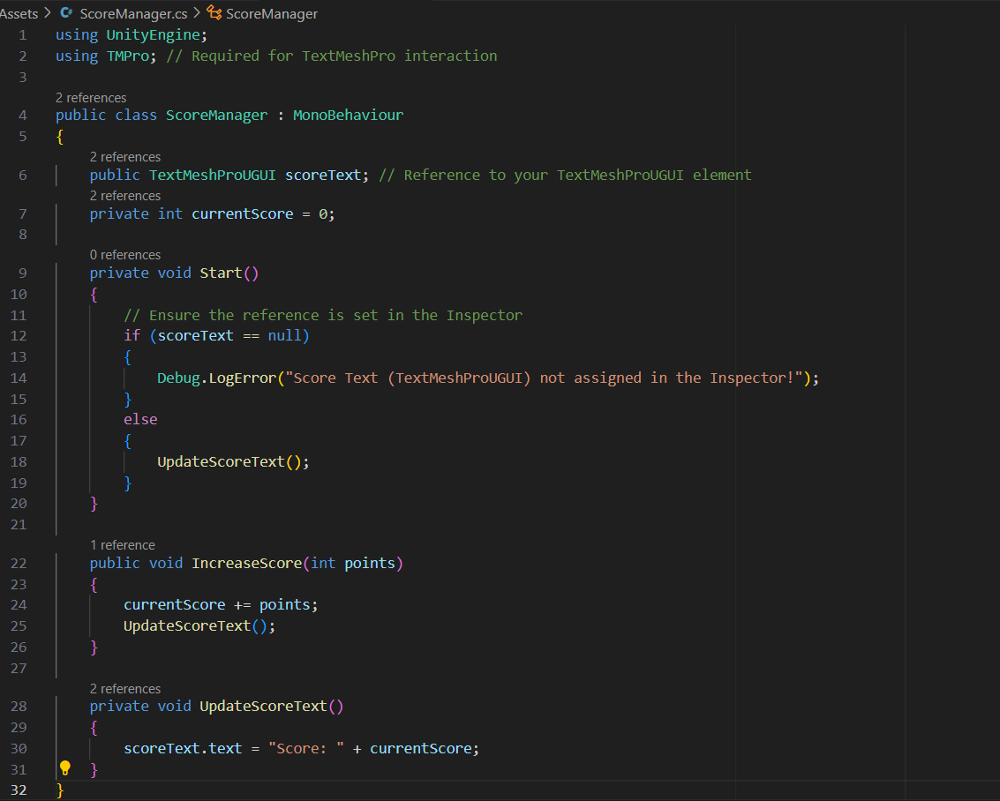 Assets > ScoreManager.cs > ScoreManager
1 using UnityEngine;
2 using TMPro; // Required for TextMeshPro interaction
3
2 references
4 public class ScoreManager : MonoBehaviour
5 {
2 references
6 public TextMeshProUGUI scoreText; // Reference to your TextMeshProUGUI element
2 references
7 private int currentScore = 0;
8
0 references
9 private void Start()
10 {
11 // Ensure the reference is set in the Inspector
12 if (scoreText == null)
13 {
14 Debug.LogError("Score Text (TextMeshProUGUI) not assigned in the Inspector!");
15 }
16 else
17 {
18 UpdateScoreText();
19 }
20 }
21
1 reference
22 public void IncreaseScore(int points)
23 {
24 currentScore += points;
25 UpdateScoreText();
26 }
27
2 references
28 private void UpdateScoreText()
29 {
30 scoreText.text = "Score: " + currentScore;
31 }
32 }